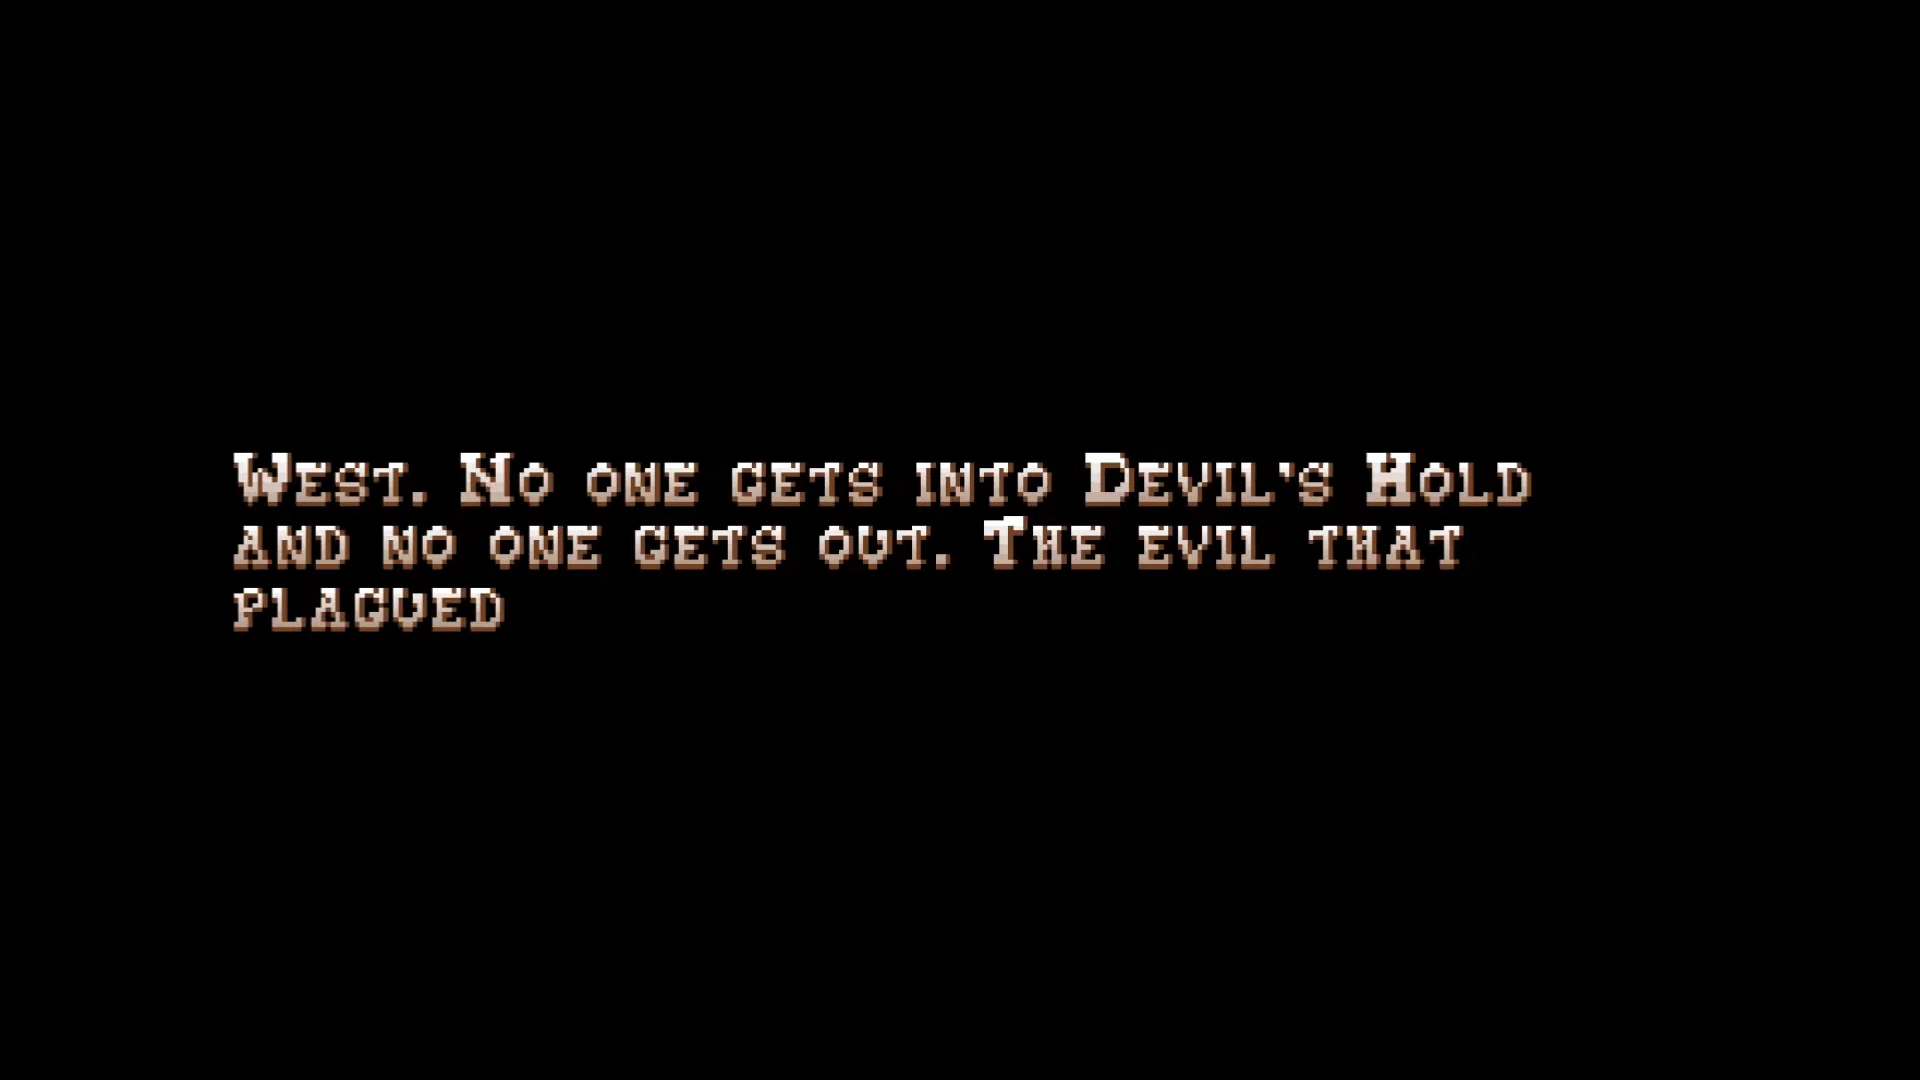 West. No one gets into Devil's Hold
and no one gets out. The evil that
plagued